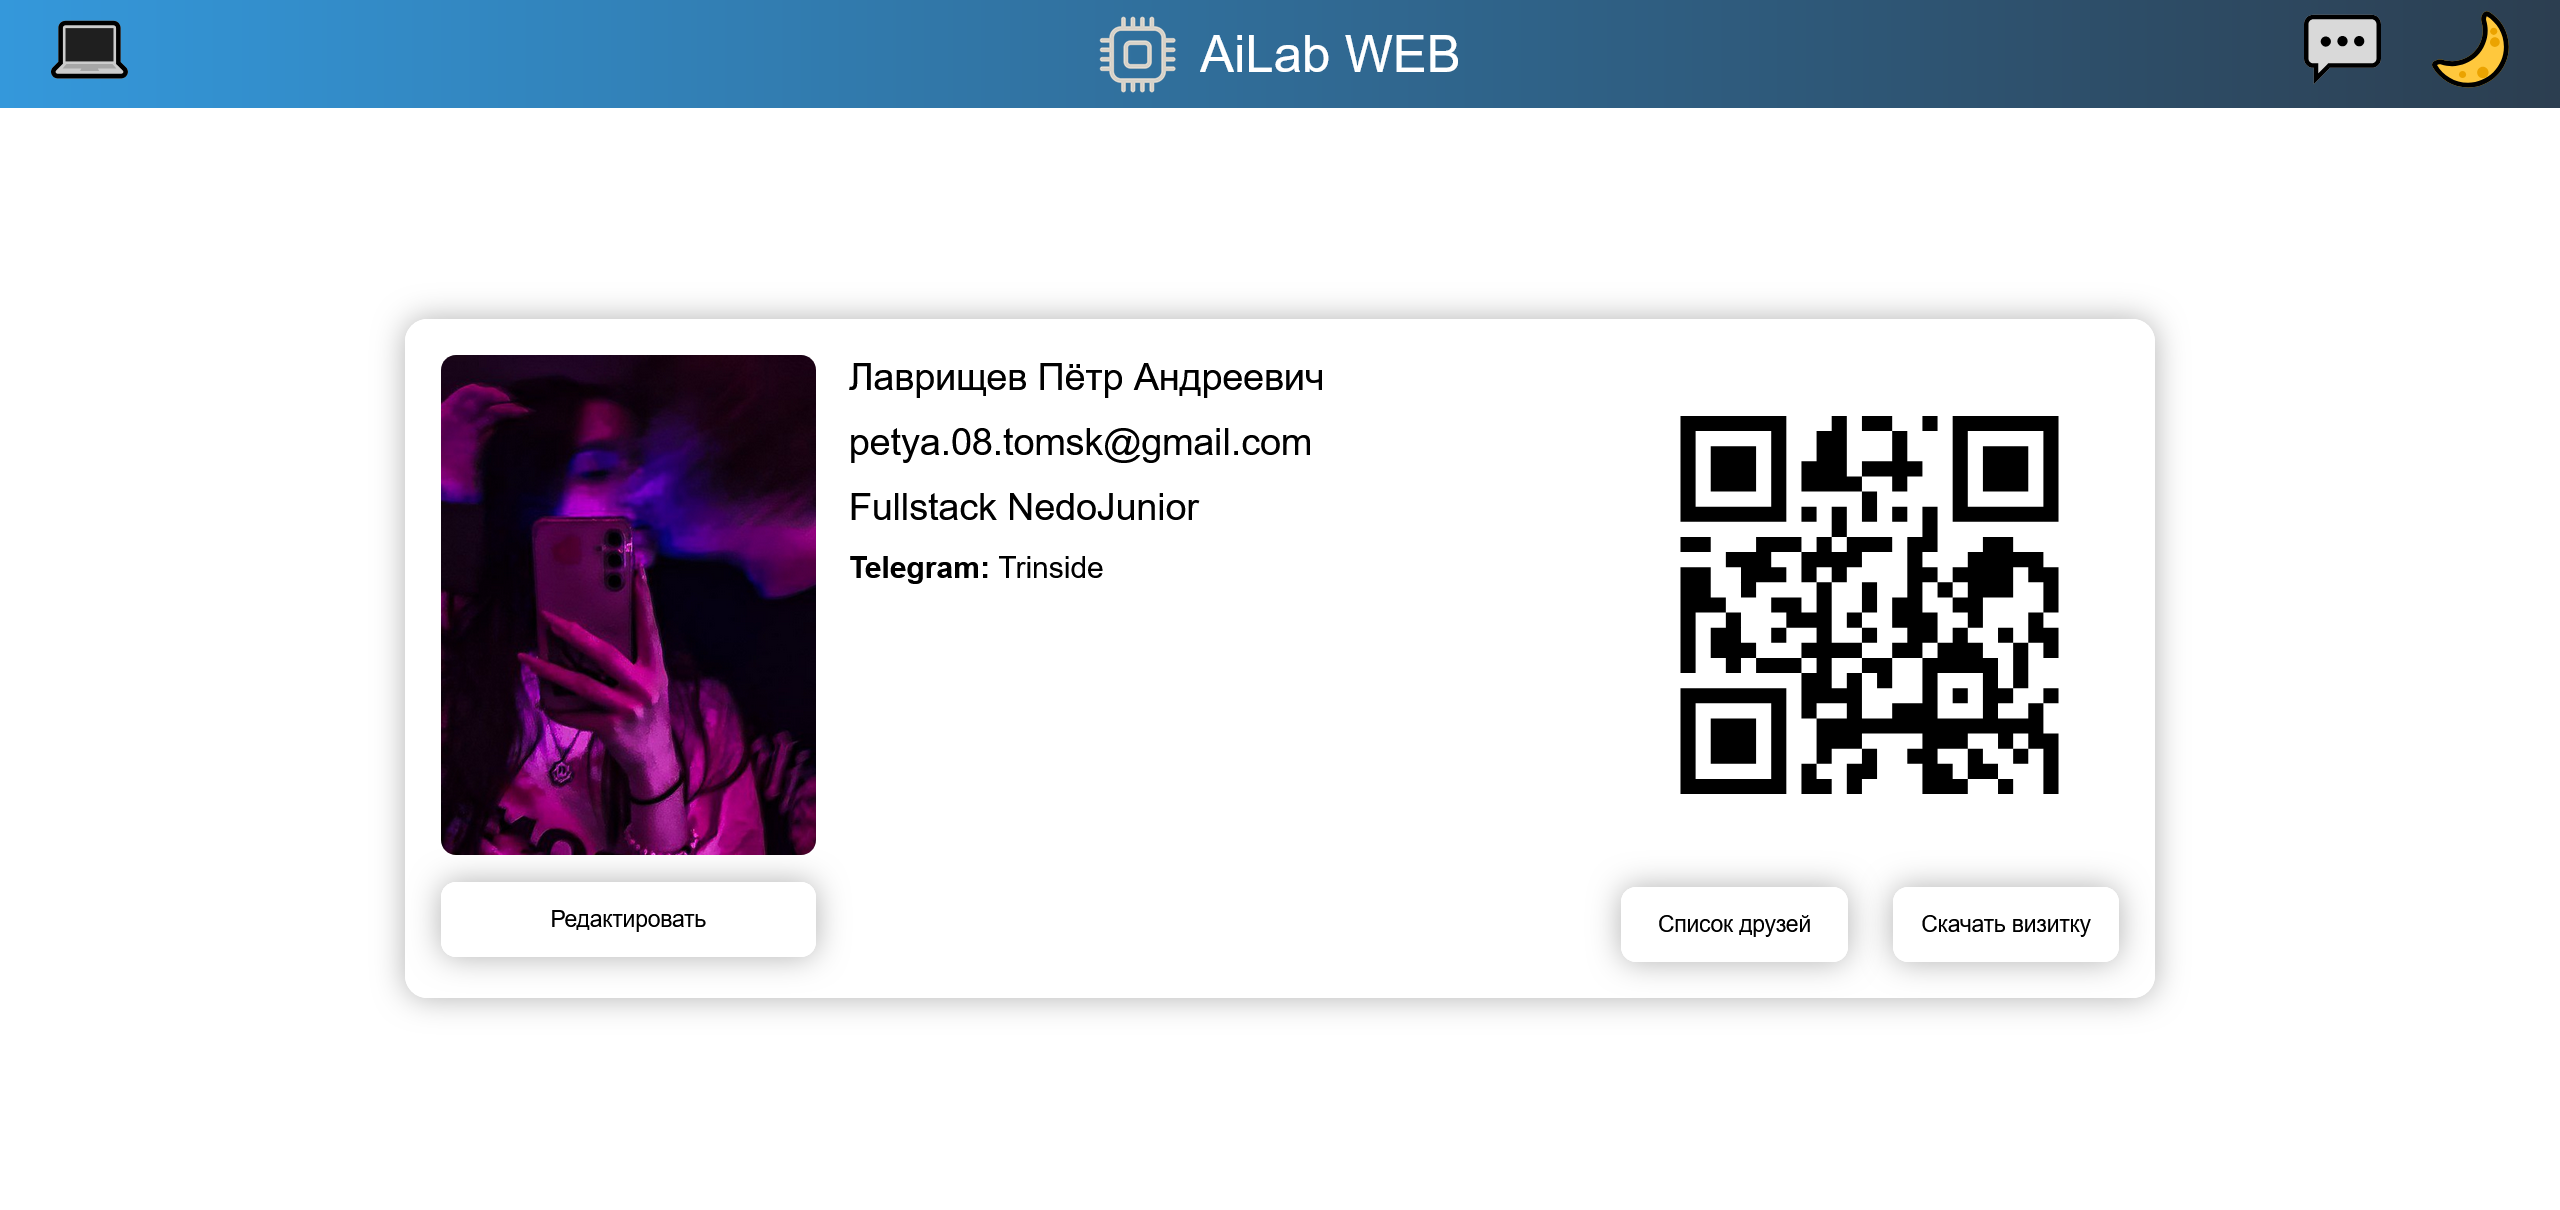 AiLab WEB
Лаврищев Пётр Андреевич
petya.08.tomsk@gmail.com
Fullstack NedoJunior
Telegram: Trinside
Редактировать
Список друзей
Скачать визитку